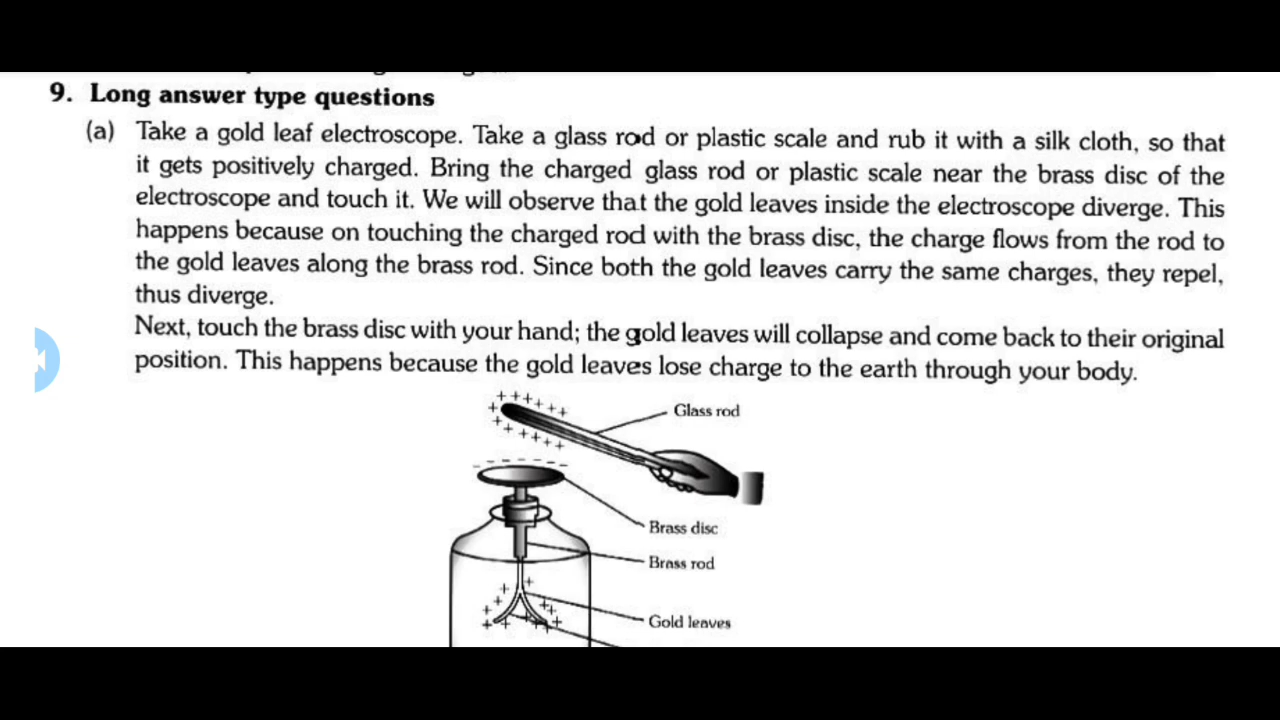 9. Long answer type questions
(a) Take a gold leaf electroscope. Take a glass rod or plastic scale and rub it with a silk cloth, so that
it gets positively charged. Bring the charged glass rod or plastic scale near the brass disc of the
electroscope and touch it. We will observe that the gold leaves inside the electroscope diverge. This
happens because on touching the charged rod with the brass disc, the charge flows from the rod to
the gold leaves along the brass rod. Since both the gold leaves carry the same charges, they repel,
thus diverge.
Next, touch the brass disc with your hand; the gold leaves will collapse and come back to their original
position. This happens because the gold leaves lose charge to the earth through your body.
Glass rod
Brass disc
Brass rod
Gold leaves